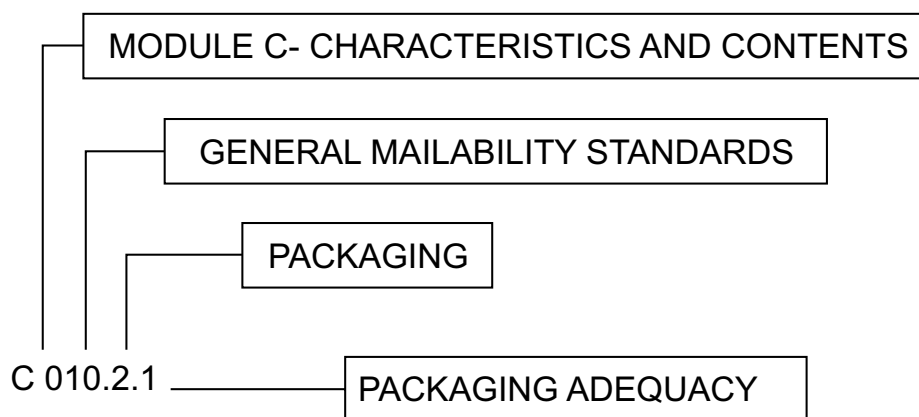 MODULE C- CHARACTERISTICS AND CONTENTS
GENERAL MAILABILITY STANDARDS
PACKAGING
C 010.2.1
PACKAGING ADEQUACY